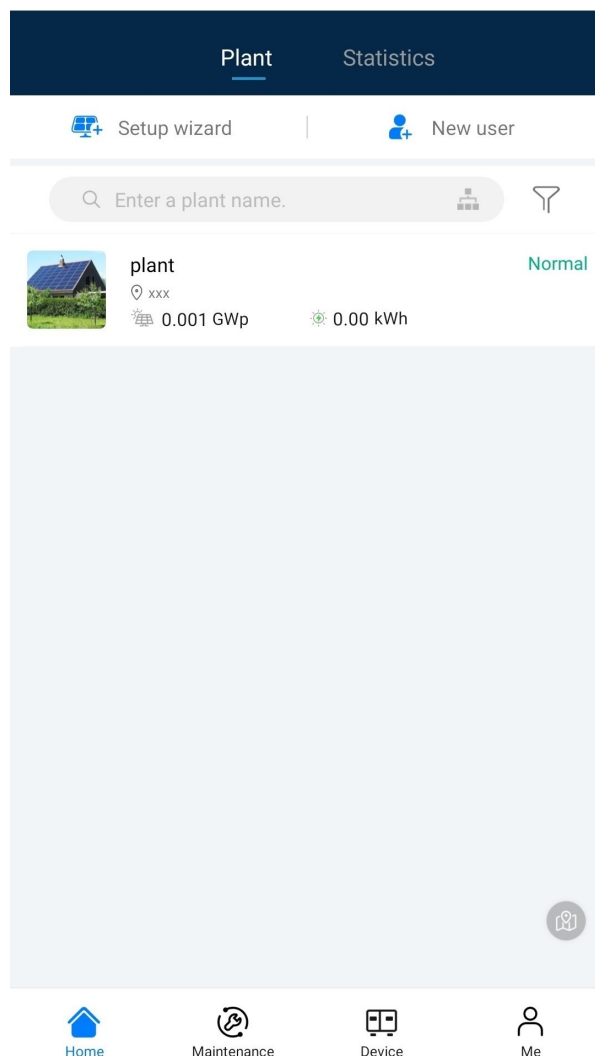 Plant Statistics
Setup wizard New user
Enter a plant name.
plant Normal
xxx
0.001 GWp 0.00 kWh
Home Maintenance Device Me